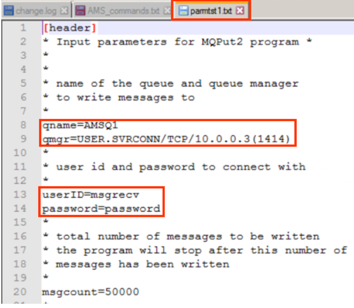 change.log AMS_commands.txt parmtst1.txt
1 [header]
2 * Input parameters for MQPut2 program *
3 *
4 *
5 * name of the queue and queue manager
6 * to write messages to
7 *
8 qname=AMSQ1
9 qmgr=USER.SVRCONN/TCP/10.0.0.3(1414)
10 *
11 * user id and password to connect with
12 *
13 userID=msgrecv
14 password=password
15 *
16 * total number of messages to be written
17 * the program will stop after this number of
18 * messages has been written
19 *
20 msgcount=50000